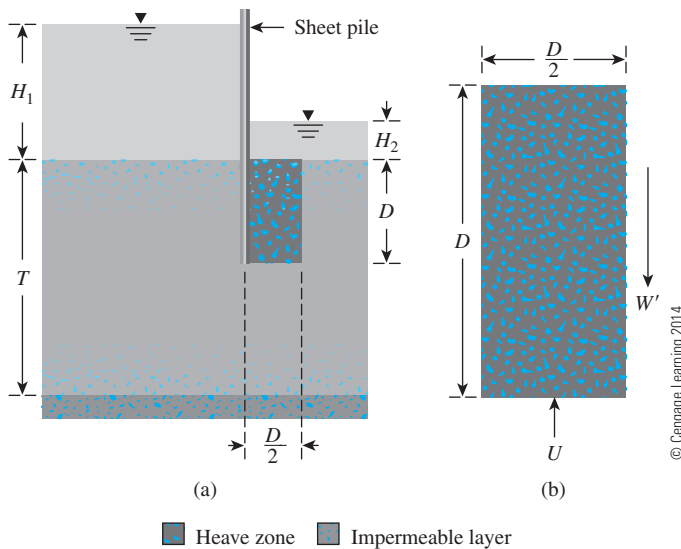 Sheet pile
H1
H2
D
T
D/2
(a)
D/2
D
W′
U
(b)
© Cengage Learning 2014
Heave zone
Impermeable layer